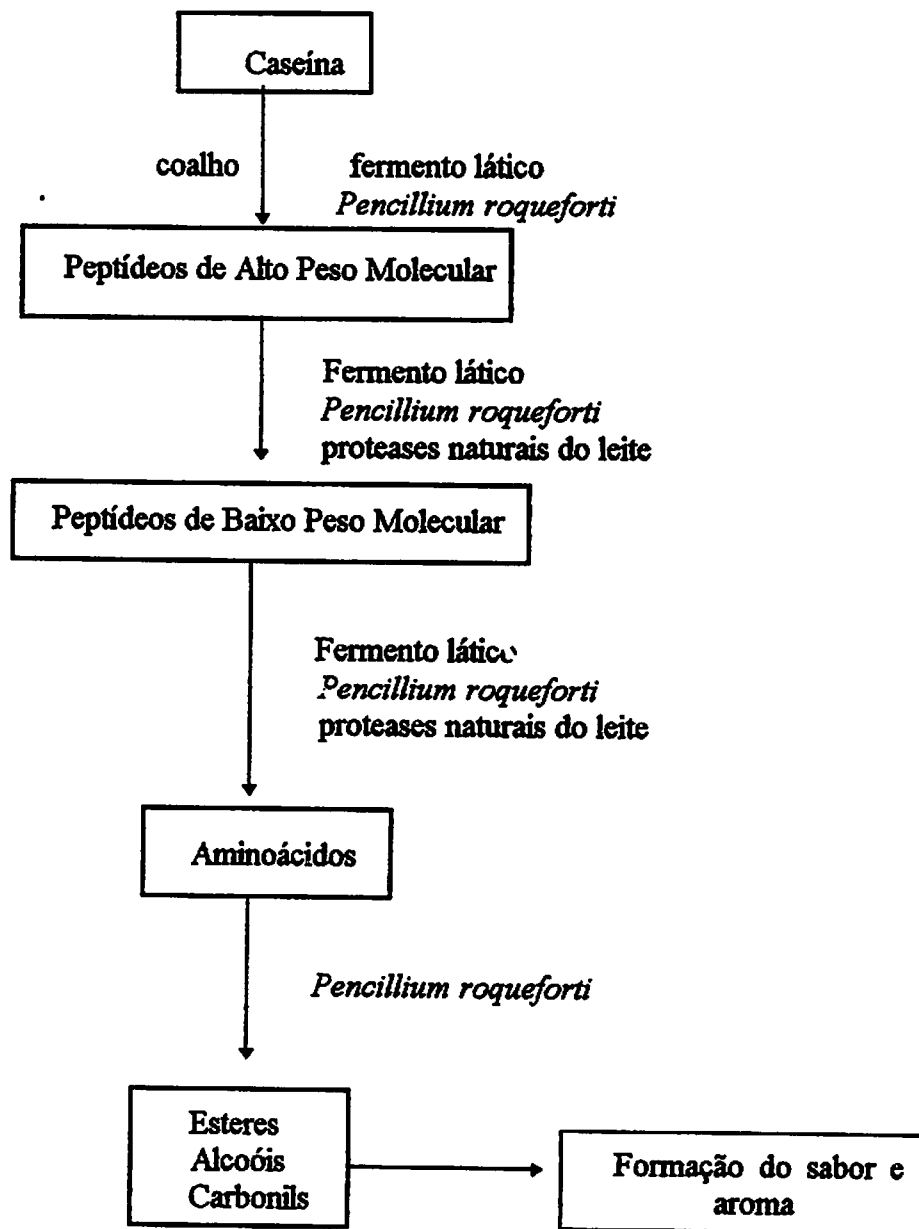 Caseína
coalho fermento lático
Pencillium roqueforti
Peptídeos de Alto Peso Molecular
Fermento lático
Pencillium roqueforti
proteases naturais do leite
Peptídeos de Baixo Peso Molecular
Fermento lático
Pencillium roqueforti
proteases naturais do leite
Aminoácidos
Pencillium roqueforti
Esteres
Alcoóis
Carbonils
Formação do sabor e
aroma